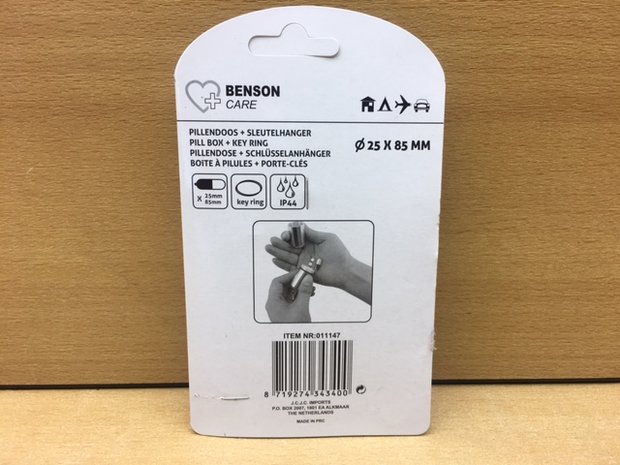 BENSON
CARE
PILLENDOOS + SLEUTELHANGER
PILL BOX + KEY RING
PILLENDOSE + SCHLÜSSELANHÄNGER
BOITE À PILULES + PORTE-CLÉS
Ø 25 X 85 MM
X 25mm
85mm
key ring
IP44
ITEM NR:011147
8 719274 343400
J.C.J.C. IMPORTS
P.O. BOX 2007, 1801 EA ALKMAAR
THE NETHERLANDS
MADE IN PRC